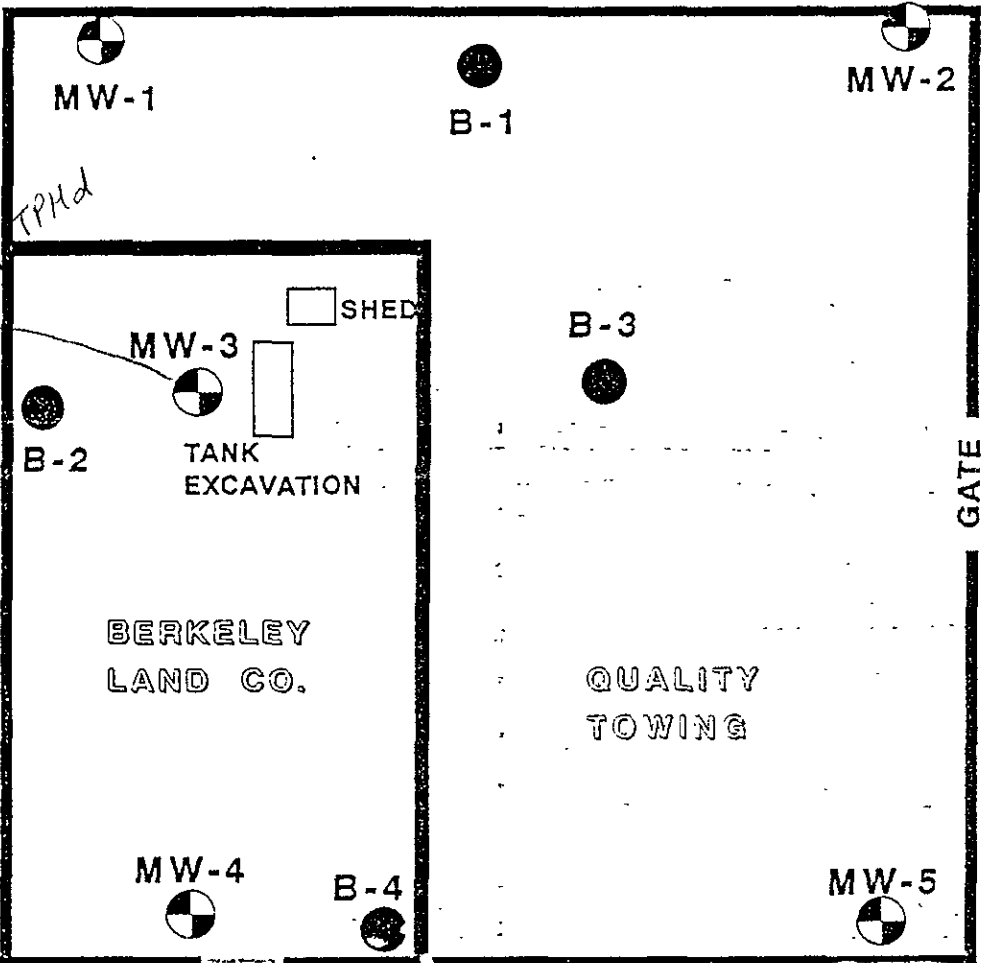 MW-1
B-1
MW-2
TPHd
SHED
MW-3
B-3
B-2
TANK
EXCAVATION
GATE
BERKELEY
LAND CO.
QUALITY
TOWING
MW-4
B-4
MW-5